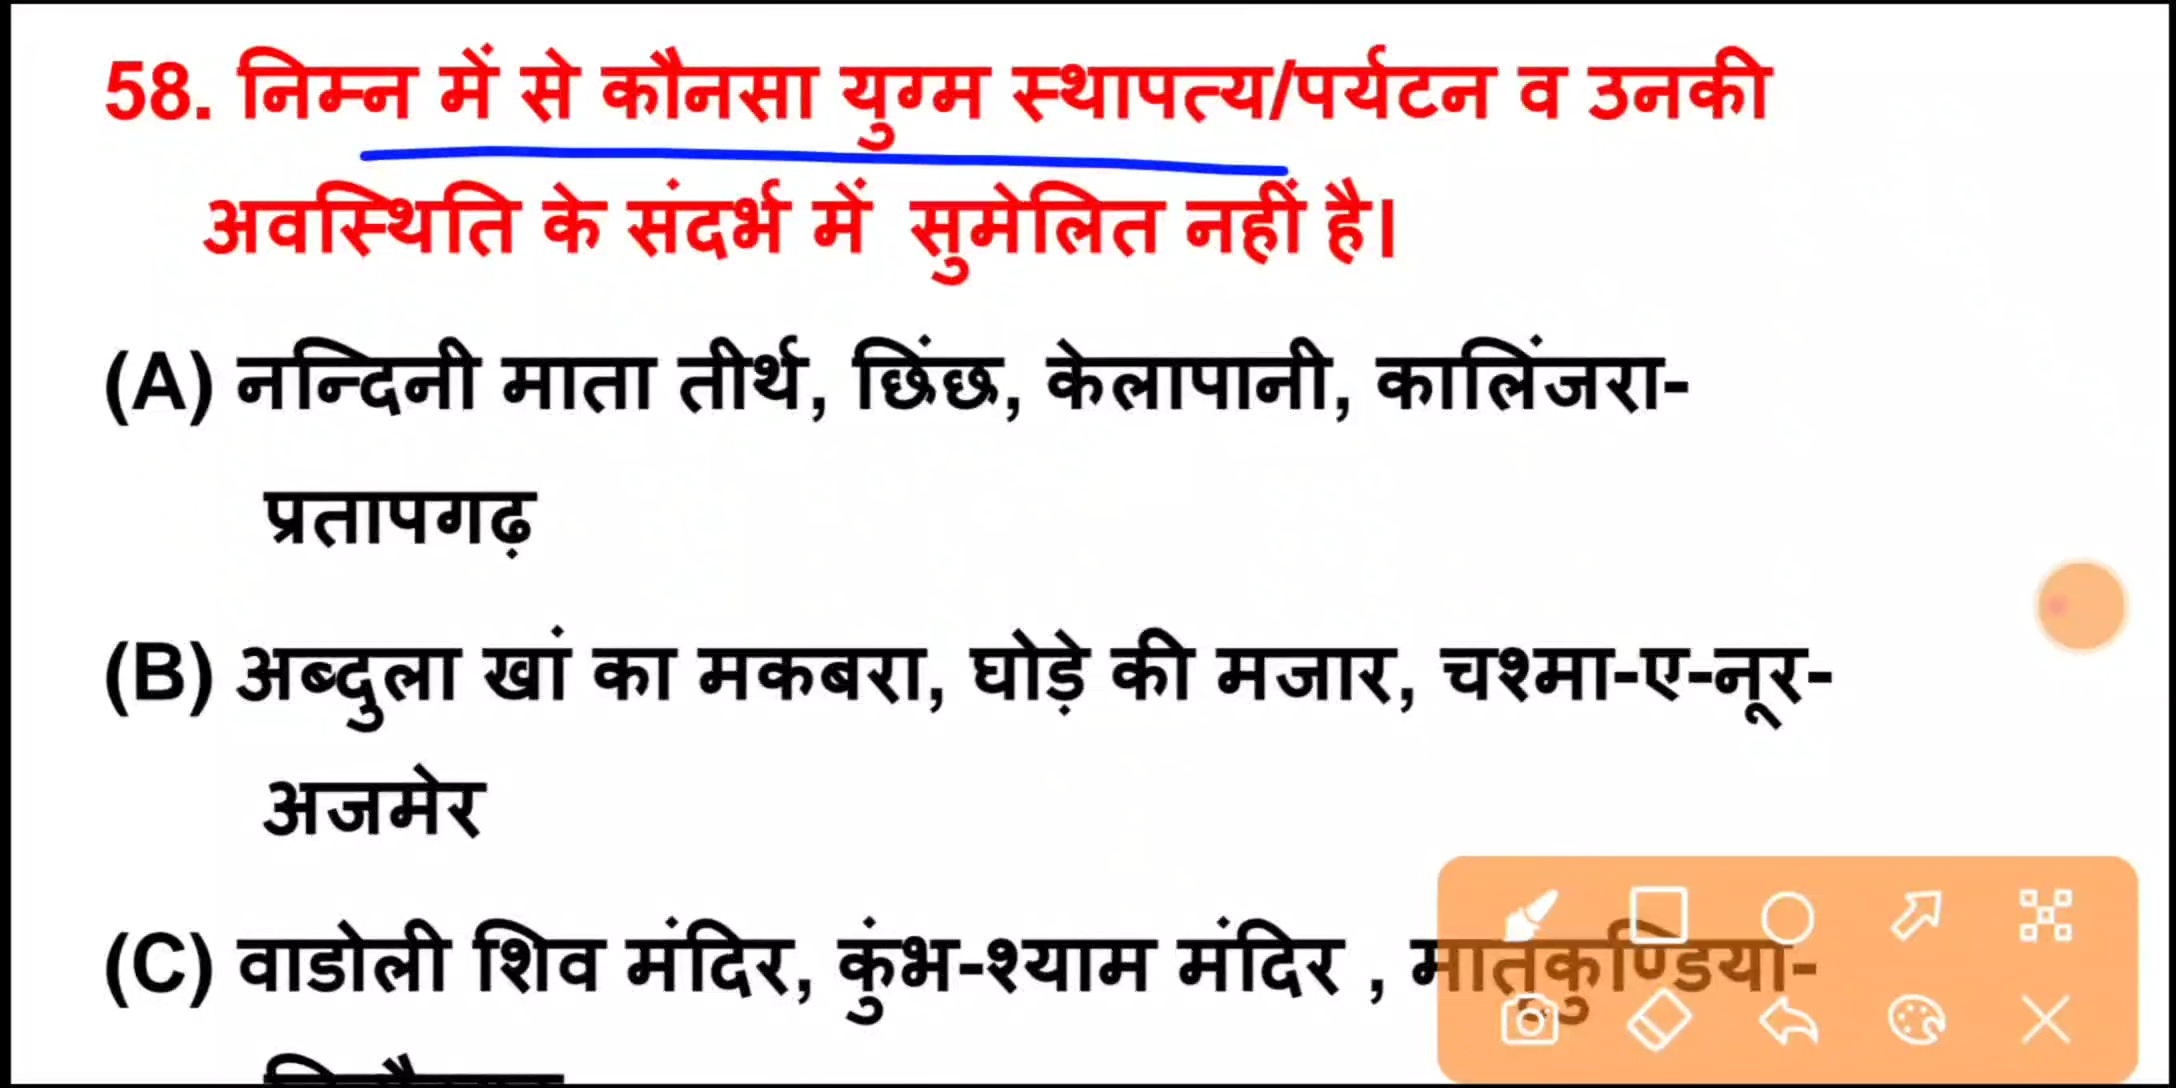 58. निम्न में से कौनसा युग्म स्थापत्य/पर्यटन व उनकी
अवस्थिति के संदर्भ में सुमेलित नहीं है।
(A) नन्दिनी माता तीर्थ, छिंछ, केलापानी, कालिंजरा-
प्रतापगढ़
(B) अब्दुला खां का मकबरा, घोड़े की मजार, चश्मा-ए-नूर-
अजमेर
(C) वाडोली शिव मंदिर, कुंभ-श्याम मंदिर , मातृकुण्डिया-